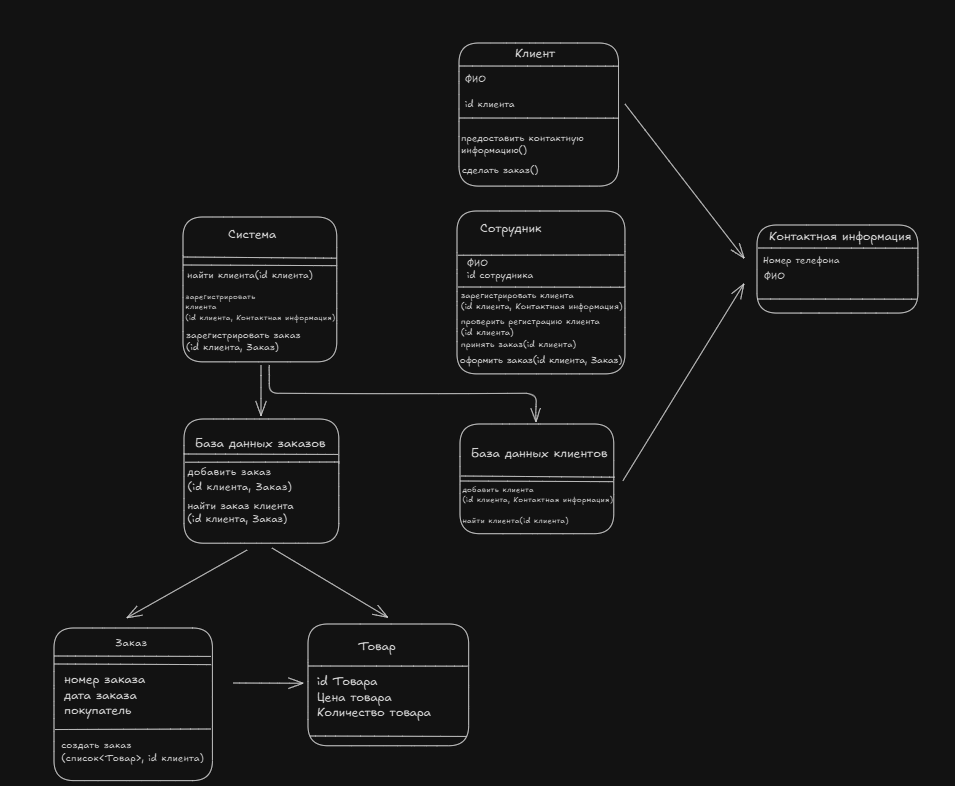 Клиент
ФИО
id клиента
предоставить контактную
информацию()
сделать заказ()
Система
найти клиента(id клиента)
зарегистрировать
клиента
(id клиента, Контактная информация)
зарегистрировать заказ
(id клиента, Заказ)
Сотрудник
ФИО
id сотрудника
зарегистрировать клиента
(id клиента, Контактная информация)
проверить регистрацию клиента
(id клиента)
принять заказ(id клиента)
оформить заказ(id клиента, Заказ)
Контактная информация
Номер телефона
ФИО
База данных заказов
добавить заказ
(id клиента, Заказ)
найти заказ клиента
(id клиента, Заказ)
База данных клиентов
добавить клиента
(id клиента, Контактная информация)
найти клиента(id клиента)
Заказ
номер заказа
дата заказа
покупатель
создать заказ
(список<Товар>, id клиента)
Товар
id Товара
Цена товара
Количество товара